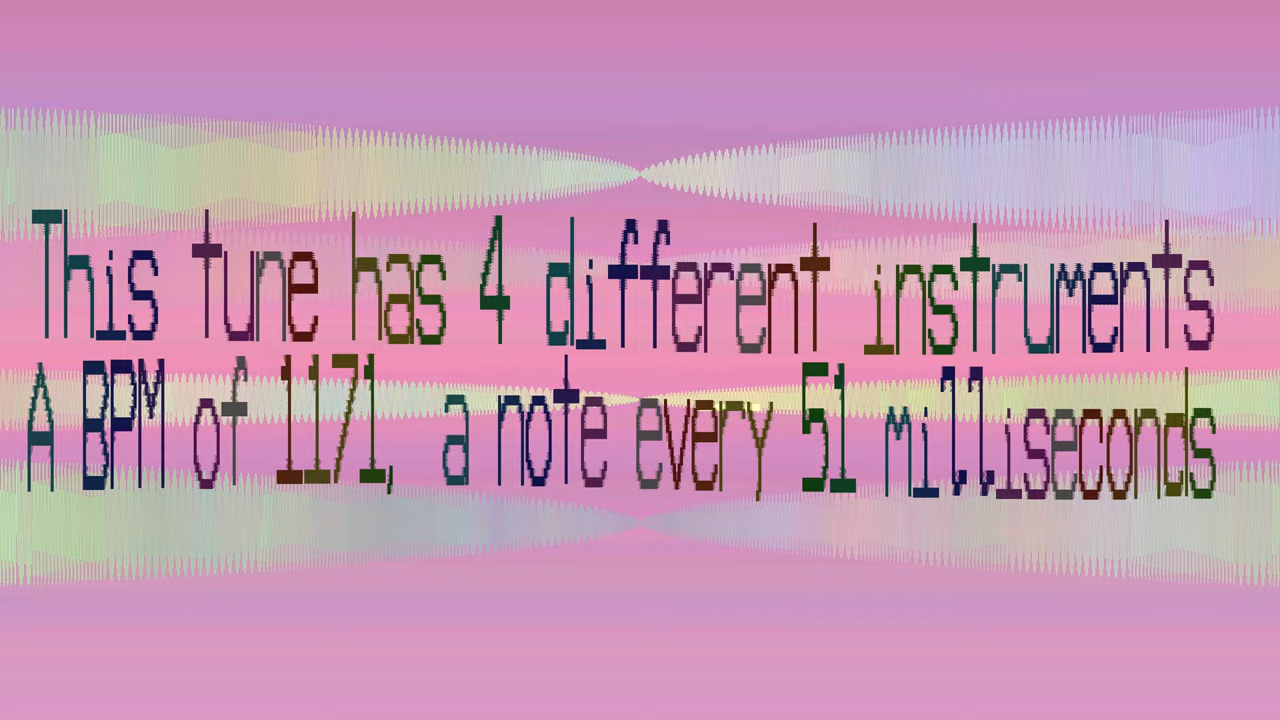 This tune has 4 different instruments
A BPM of 1171, a note every 51 milliseconds